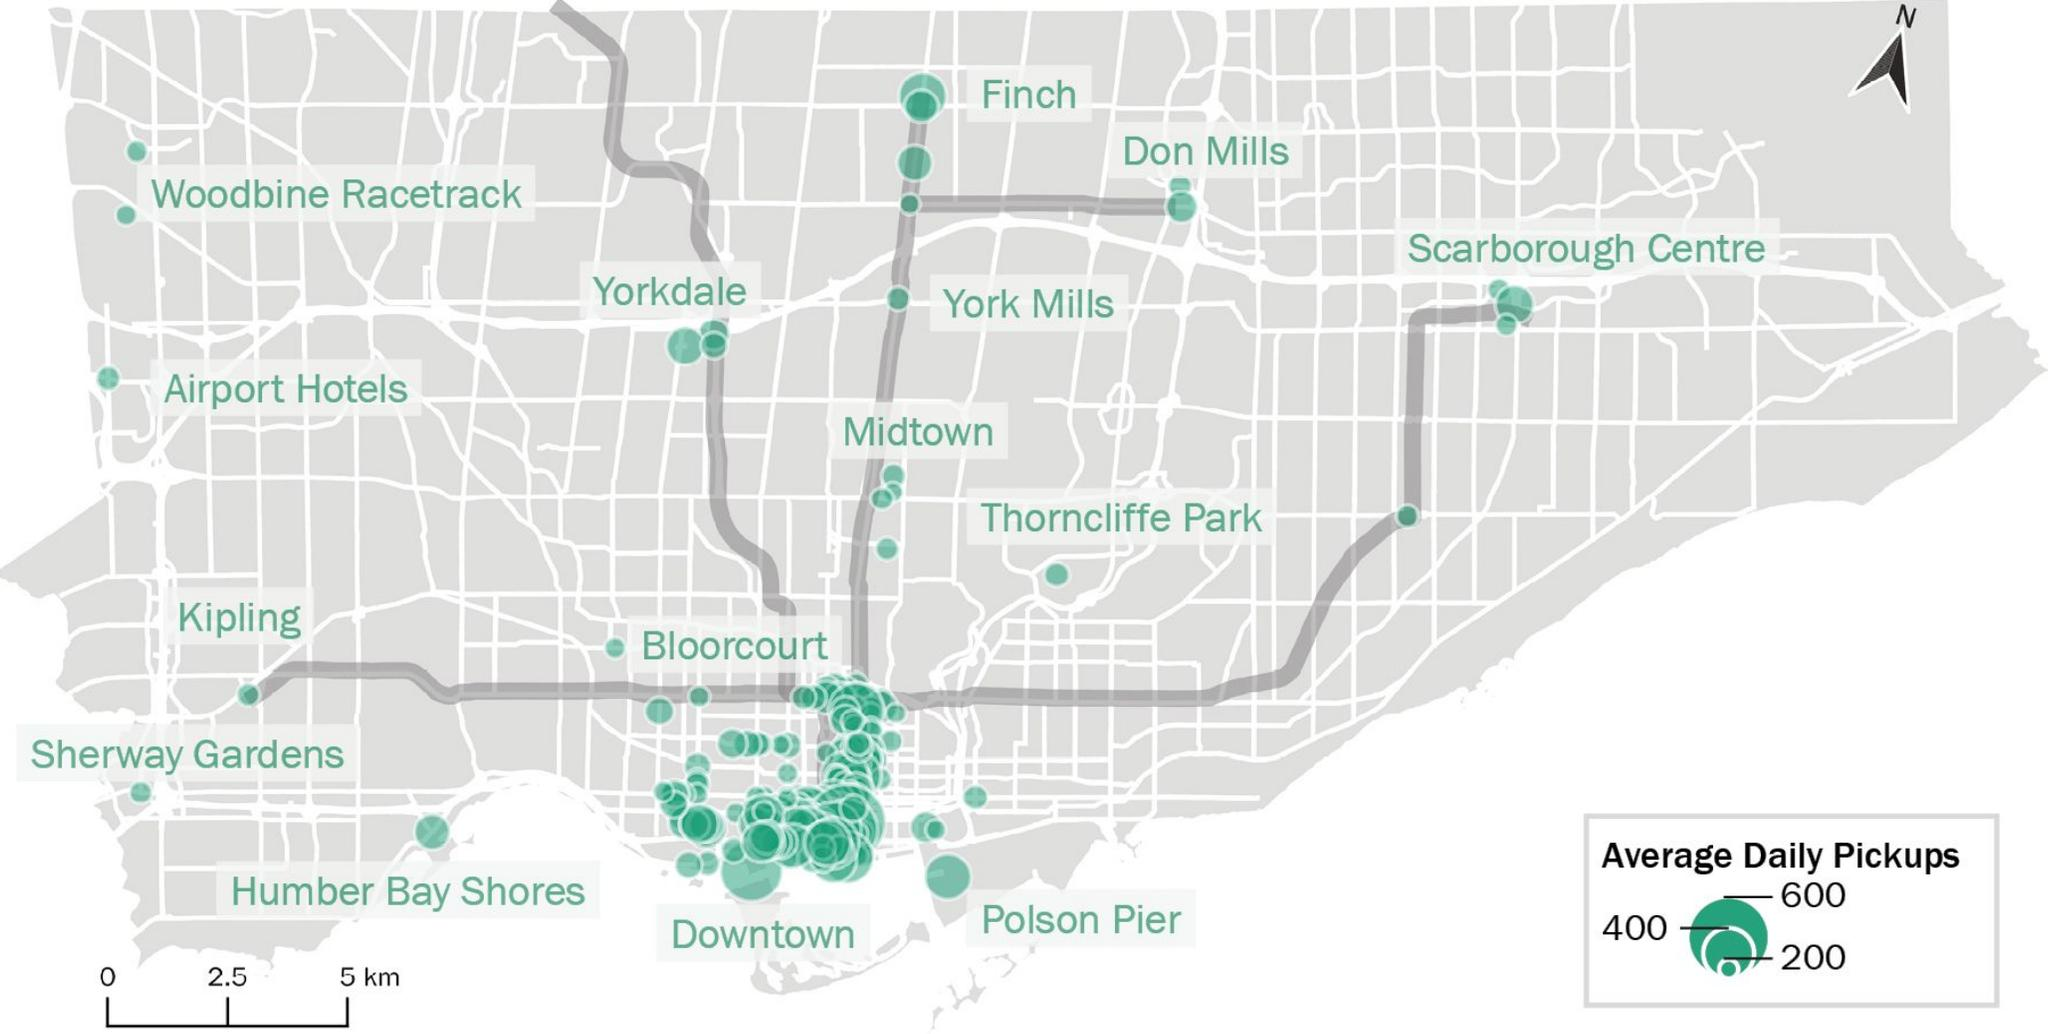 N
Finch
Don Mills
Woodbine Racetrack
Scarborough Centre
Yorkdale
York Mills
Airport Hotels
Midtown
Thorncliffe Park
Kipling
Bloorcourt
Sherway Gardens
Humber Bay Shores
Downtown
Polson Pier
Average Daily Pickups
600
400
200
0 2.5 5 km